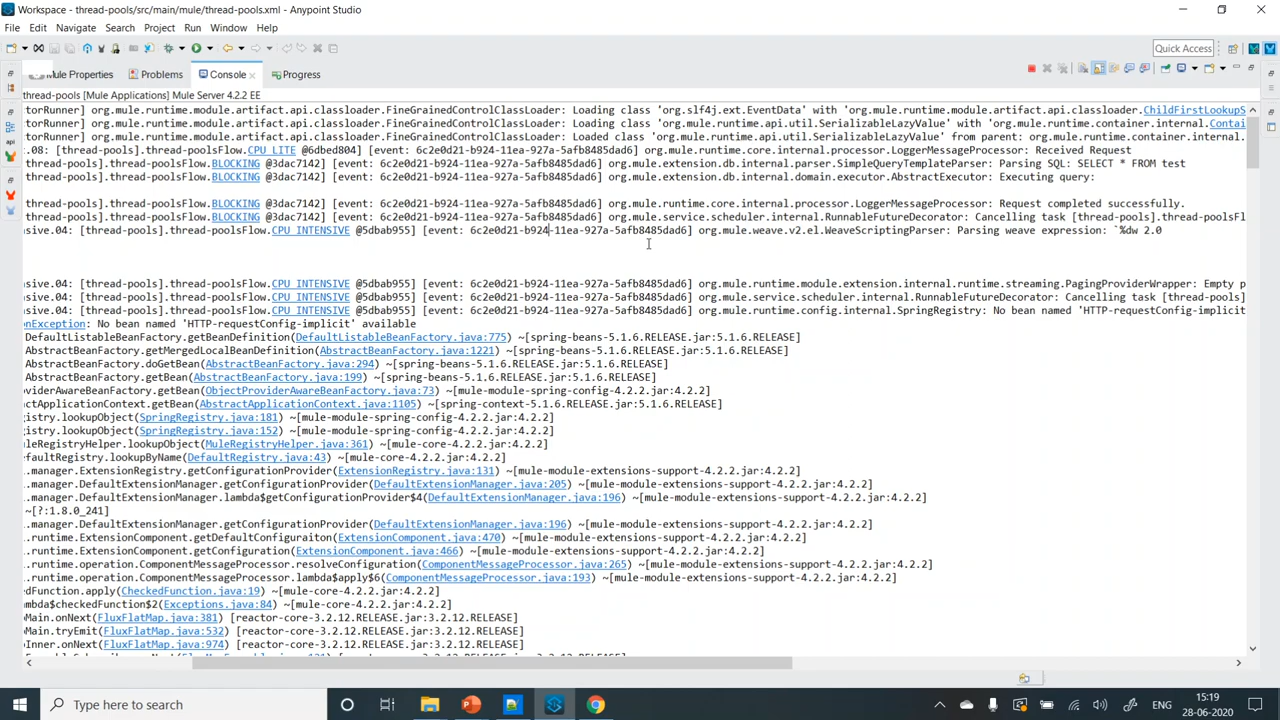 Workspace - thread-pools/src/main/mule/thread-pools.xml - Anypoint Studio
File Edit Navigate Search Project Run Window Help
Quick Access
Mule Properties Problems Console Progress
thread-pools [Mule Applications] Mule Server 4.2.2 EE
torRunner] org.mule.runtime.module.artifact.api.classloader.FineGrainedControlClassLoader: Loading class 'org.slf4j.ext.EventData' with 'org.mule.runtime.module.artifact.api.classloader.ChildFirstLookupS
torRunner] org.mule.runtime.module.artifact.api.classloader.FineGrainedControlClassLoader: Loading class 'org.mule.runtime.api.util.SerializableLazyValue' with 'org.mule.runtime.container.internal.Contai
torRunner] org.mule.runtime.module.artifact.api.classloader.FineGrainedControlClassLoader: Loaded class 'org.mule.runtime.api.util.SerializableLazyValue' from parent: org.mule.runtime.container.internal.
.08: [thread-pools].thread-poolsFlow.CPU_LITE @6dbed804] [event: 6c2e0d21-b924-11ea-927a-5afb8485dad6] org.mule.runtime.core.internal.processor.LoggerMessageProcessor: Received Request
[thread-pools].thread-poolsFlow.BLOCKING @3dac7142] [event: 6c2e0d21-b924-11ea-927a-5afb8485dad6] org.mule.extension.db.internal.parser.SimpleQueryTemplateParser: Parsing SQL: SELECT * FROM test
[thread-pools].thread-poolsFlow.BLOCKING @3dac7142] [event: 6c2e0d21-b924-11ea-927a-5afb8485dad6] org.mule.extension.db.internal.domain.executor.AbstractExecutor: Executing query:
[thread-pools].thread-poolsFlow.BLOCKING @3dac7142] [event: 6c2e0d21-b924-11ea-927a-5afb8485dad6] org.mule.runtime.core.internal.processor.LoggerMessageProcessor: Request completed successfully.
[thread-pools].thread-poolsFlow.BLOCKING @3dac7142] [event: 6c2e0d21-b924-11ea-927a-5afb8485dad6] org.mule.service.scheduler.internal.RunnableFutureDecorator: Cancelling task [thread-pools].thread-poolsFl
sive.04: [thread-pools].thread-poolsFlow.CPU_INTENSIVE @5dbab955] [event: 6c2e0d21-b924-11ea-927a-5afb8485dad6] org.mule.weave.v2.el.WeaveScriptingParser: Parsing weave expression: `%dw 2.0
sive.04: [thread-pools].thread-poolsFlow.CPU_INTENSIVE @5dbab955] [event: 6c2e0d21-b924-11ea-927a-5afb8485dad6] org.mule.runtime.module.extension.internal.runtime.streaming.PagingProviderWrapper: Empty p
sive.04: [thread-pools].thread-poolsFlow.CPU_INTENSIVE @5dbab955] [event: 6c2e0d21-b924-11ea-927a-5afb8485dad6] org.mule.service.scheduler.internal.RunnableFutureDecorator: Cancelling task [thread-pools]
sive.04: [thread-pools].thread-poolsFlow.CPU_INTENSIVE @5dbab955] [event: 6c2e0d21-b924-11ea-927a-5afb8485dad6] org.mule.runtime.config.internal.SpringRegistry: No bean named 'HTTP-requestConfig-implicit'
onException: No bean named 'HTTP-requestConfig-implicit' available
DefaultListableBeanFactory.getBeanDefinition(DefaultListableBeanFactory.java:775) ~[spring-beans-5.1.6.RELEASE.jar:5.1.6.RELEASE]
AbstractBeanFactory.getMergedLocalBeanDefinition(AbstractBeanFactory.java:1221) ~[spring-beans-5.1.6.RELEASE.jar:5.1.6.RELEASE]
AbstractBeanFactory.doGetBean(AbstractBeanFactory.java:294) ~[spring-beans-5.1.6.RELEASE.jar:5.1.6.RELEASE]
AbstractBeanFactory.getBean(AbstractBeanFactory.java:199) ~[spring-beans-5.1.6.RELEASE.jar:5.1.6.RELEASE]
oviderAwareBeanFactory.getBean(ObjectProviderAwareBeanFactory.java:73) ~[mule-module-spring-config-4.2.2.jar:4.2.2]
actApplicationContext.getBean(AbstractApplicationContext.java:1105) ~[spring-context-5.1.6.RELEASE.jar:5.1.6.RELEASE]
egistry.lookupObject(SpringRegistry.java:181) ~[mule-module-spring-config-4.2.2.jar:4.2.2]
egistry.lookupObject(SpringRegistry.java:152) ~[mule-module-spring-config-4.2.2.jar:4.2.2]
uleRegistryHelper.lookupObject(MuleRegistryHelper.java:361) ~[mule-core-4.2.2.jar:4.2.2]
efaultRegistry.lookupByName(DefaultRegistry.java:43) ~[mule-core-4.2.2.jar:4.2.2]
l.manager.ExtensionRegistry.getConfigurationProvider(ExtensionRegistry.java:131) ~[mule-module-extensions-support-4.2.2.jar:4.2.2]
l.manager.DefaultExtensionManager.getConfigurationProvider(DefaultExtensionManager.java:205) ~[mule-module-extensions-support-4.2.2.jar:4.2.2]
l.manager.DefaultExtensionManager.lambda$getConfigurationProvider$4(DefaultExtensionManager.java:196) ~[mule-module-extensions-support-4.2.2.jar:4.2.2]
~[?:1.8.0_241]
l.manager.DefaultExtensionManager.getConfigurationProvider(DefaultExtensionManager.java:196) ~[mule-module-extensions-support-4.2.2.jar:4.2.2]
l.runtime.ExtensionComponent.getDefaultConfiguraiton(ExtensionComponent.java:470) ~[mule-module-extensions-support-4.2.2.jar:4.2.2]
l.runtime.ExtensionComponent.getConfiguration(ExtensionComponent.java:466) ~[mule-module-extensions-support-4.2.2.jar:4.2.2]
l.runtime.operation.ComponentMessageProcessor.resolveConfiguration(ComponentMessageProcessor.java:265) ~[mule-module-extensions-support-4.2.2.jar:4.2.2]
l.runtime.operation.ComponentMessageProcessor.lambda$apply$6(ComponentMessageProcessor.java:193) ~[mule-module-extensions-support-4.2.2.jar:4.2.2]
edFunction.apply(CheckedFunction.java:19) ~[mule-core-4.2.2.jar:4.2.2]
ambda$checkedFunction$2(Exceptions.java:84) ~[mule-core-4.2.2.jar:4.2.2]
pMain.onNext(FluxFlatMap.java:381) [reactor-core-3.2.12.RELEASE.jar:3.2.12.RELEASE]
pMain.tryEmit(FluxFlatMap.java:532) [reactor-core-3.2.12.RELEASE.jar:3.2.12.RELEASE]
pInner.onNext(FluxFlatMap.java:974) [reactor-core-3.2.12.RELEASE.jar:3.2.12.RELEASE]
Type here to search
ENG
15:19
28-06-2020